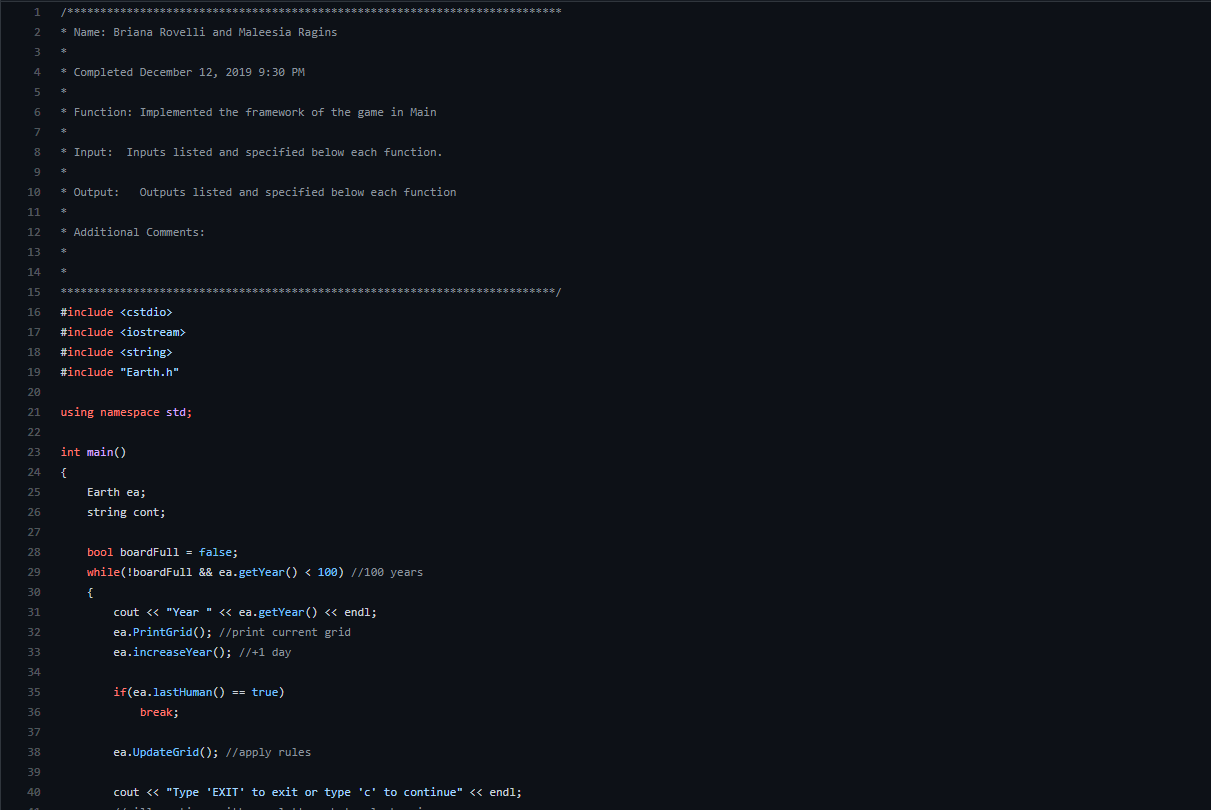 1 /***************************************************************************
2 * Name: Briana Rovelli and Maleesia Ragins
3 *
4 * Completed December 12, 2019 9:30 PM
5 *
6 * Function: Implemented the framework of the game in Main
7 *
8 * Input:  Inputs listed and specified below each function.
9 *
10 * Output:   Outputs listed and specified below each function
11 *
12 * Additional Comments:
13 *
14 *
15 ***************************************************************************/
16 #include <cstdio>
17 #include <iostream>
18 #include <string>
19 #include "Earth.h"
20
21 using namespace std;
22
23 int main()
24 {
25     Earth ea;
26     string cont;
27
28     bool boardFull = false;
29     while(!boardFull && ea.getYear() < 100) //100 years
30     {
31         cout << "Year " << ea.getYear() << endl;
32         ea.PrintGrid(); //print current grid
33         ea.increaseYear(); //+1 day
34
35         if(ea.lastHuman() == true)
36             break;
37
38         ea.UpdateGrid(); //apply rules
39
40         cout << "Type 'EXIT' to exit or type 'c' to continue" << endl;